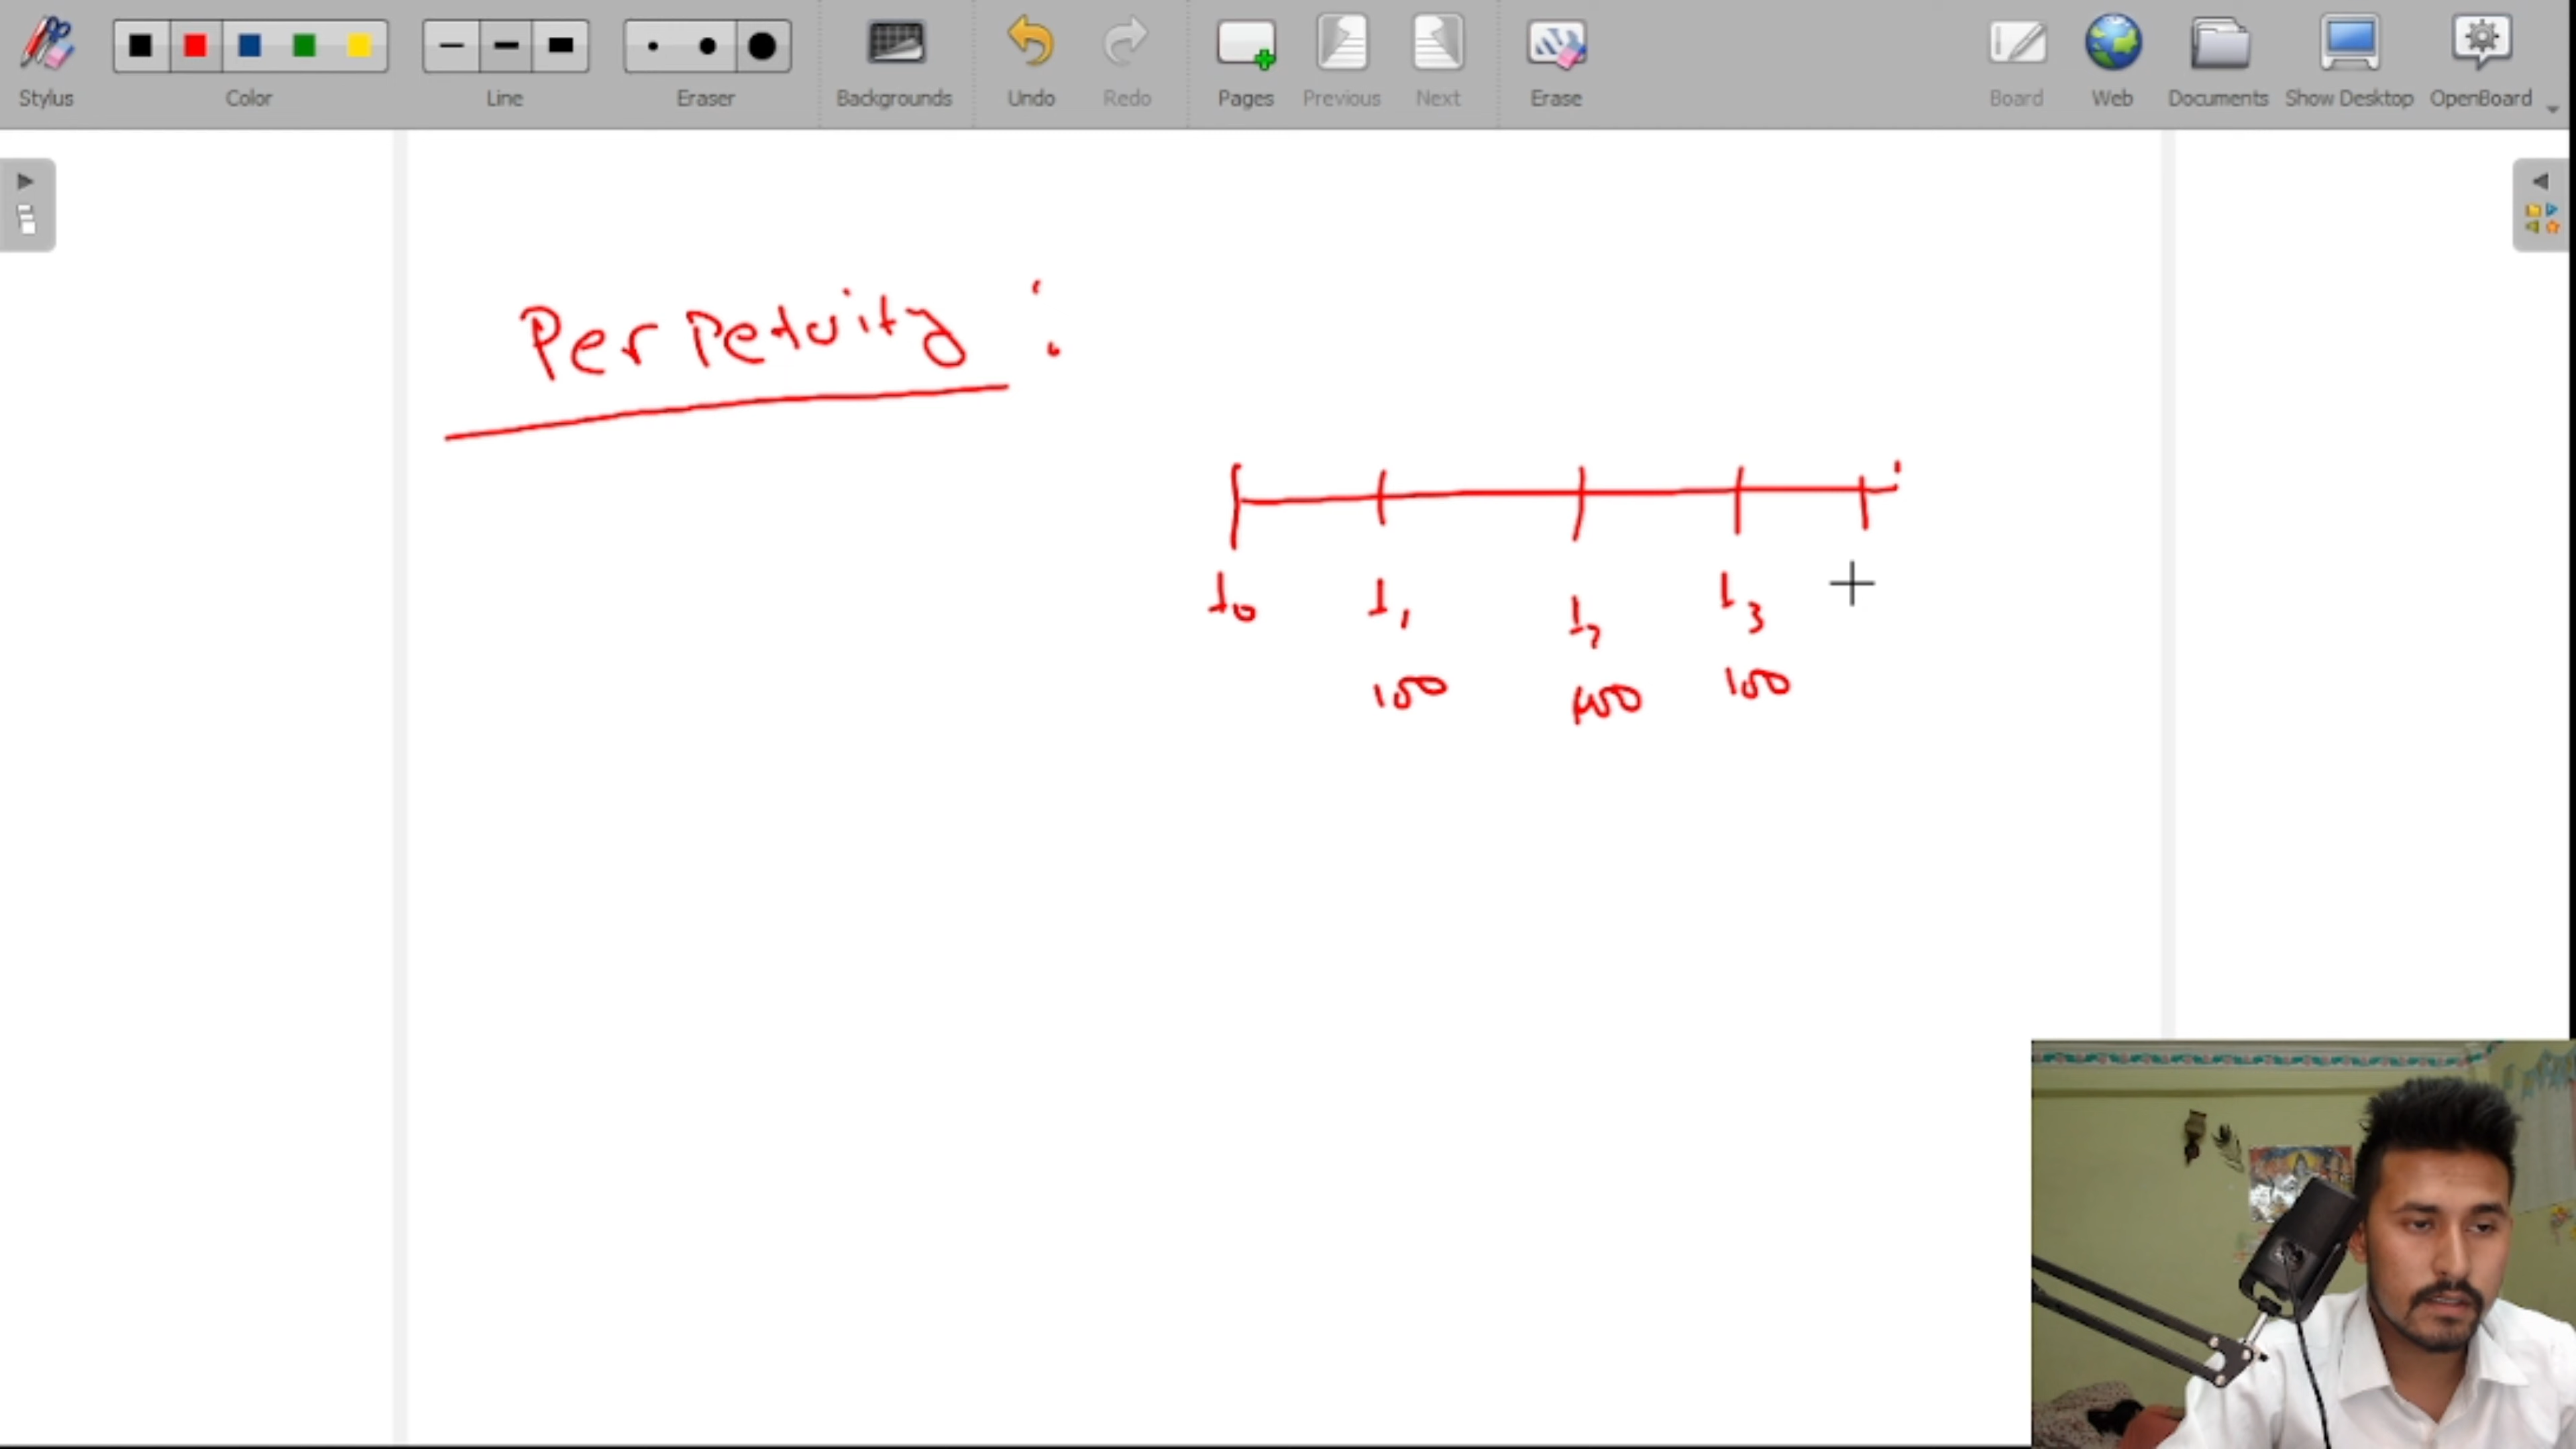 Stylus Color Line Eraser Backgrounds Undo Redo Pages Previous Next Erase Board Web Documents Show Desktop OpenBoard
Perpetuity :
t0 t1 t2 t3
100 100 100